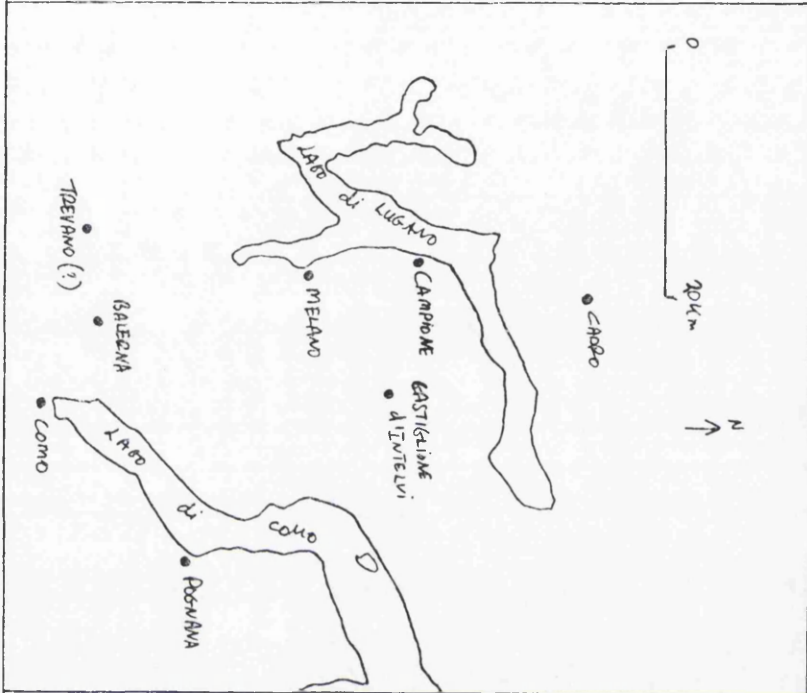 0
20Km
N
CADRO
LAGO di LUGANO
CAMPIONE
CASTIGLIONE
d'INTELVI
MELANO
TREVANO (?)
BALERNA
COMO
LAGO di COMO
POGNANA